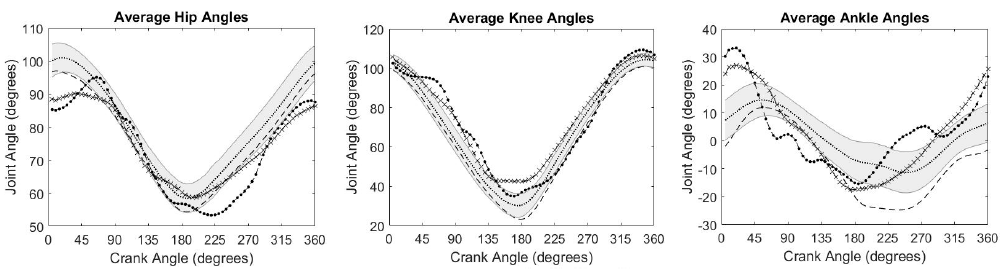 Average Hip Angles
Joint Angle (degrees)
110
100
90
80
70
60
50
0 45 90 135 180 225 270 315 360
Crank Angle (degrees)
Average Knee Angles
Joint Angle (degrees)
120
100
80
60
40
20
0 45 90 135 180 225 270 315 360
Crank Angle (degrees)
Average Ankle Angles
Joint Angle (degrees)
40
30
20
10
0
-10
-20
-30
0 45 90 135 180 225 270 315 360
Crank Angle (degrees)